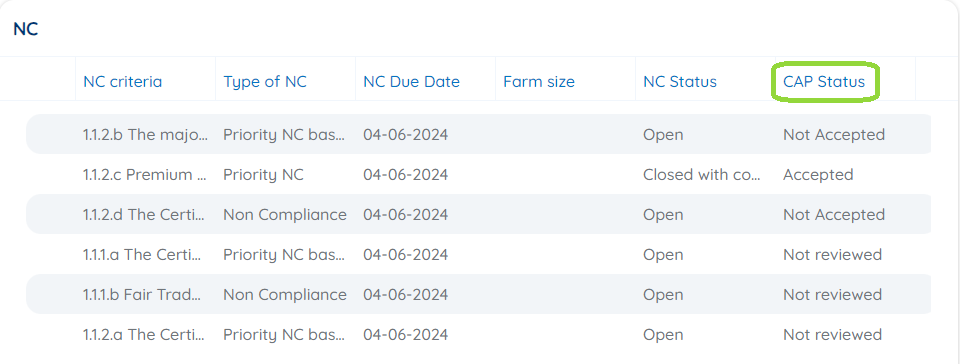 NC
NC criteria Type of NC NC Due Date Farm size NC Status CAP Status
1.1.2.b The majo... Priority NC bas... 04-06-2024 Open Not Accepted
1.1.2.c Premium ... Priority NC 04-06-2024 Closed with co... Accepted
1.1.2.d The Certi... Non Compliance 04-06-2024 Open Not Accepted
1.1.1.a The Certi... Priority NC bas... 04-06-2024 Open Not reviewed
1.1.1.b Fair Trad... Non Compliance 04-06-2024 Open Not reviewed
1.1.2.a The Certi... Priority NC bas... 04-06-2024 Open Not reviewed